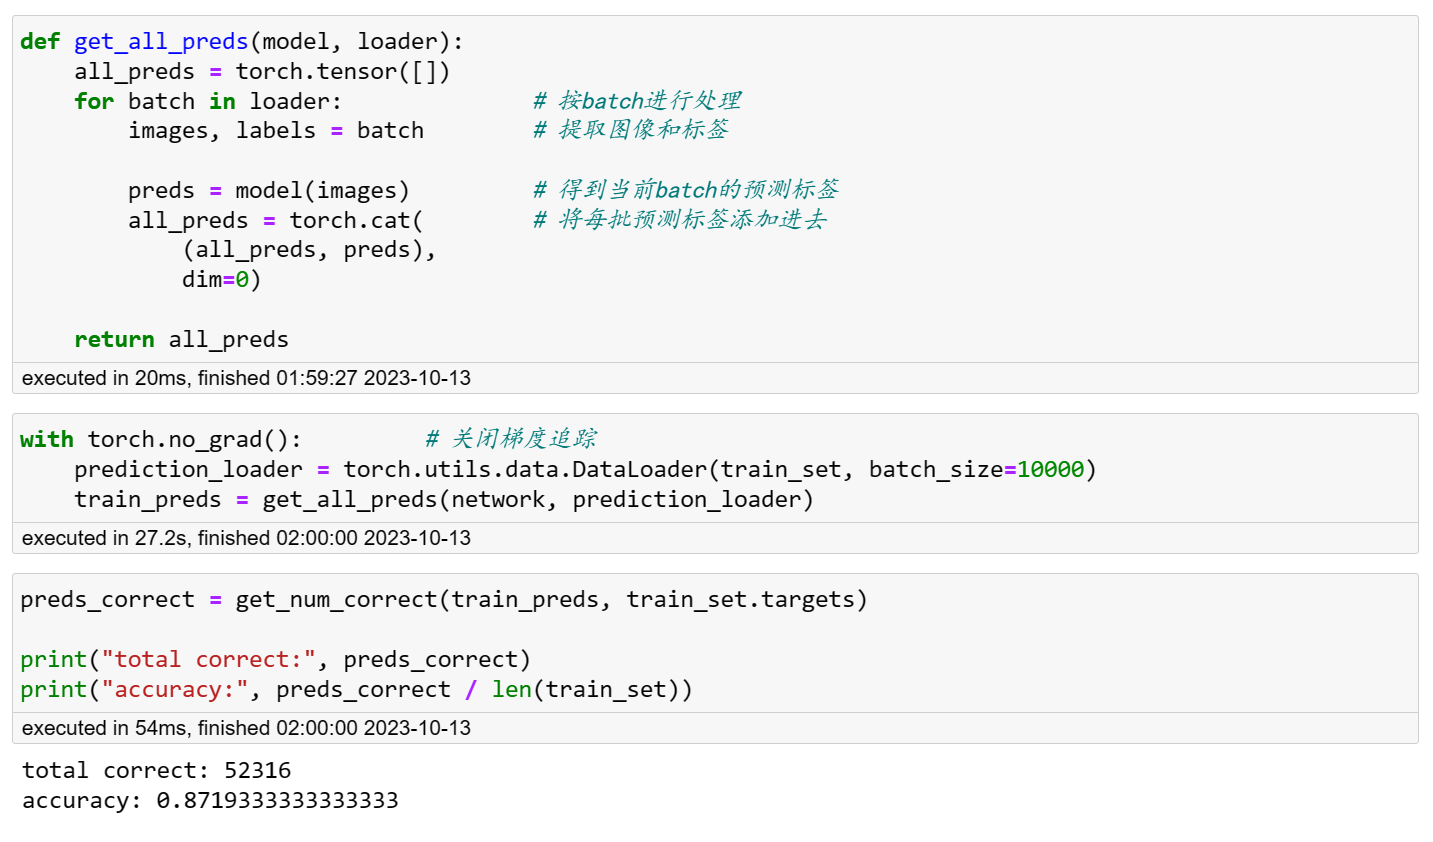 def get_all_preds(model, loader):
    all_preds = torch.tensor([])
    for batch in loader:              # 按batch进行处理
        images, labels = batch        # 提取图像和标签
        preds = model(images)         # 得到当前batch的预测标签
        all_preds = torch.cat(        # 将每批预测标签添加进去
            (all_preds, preds),
            dim=0)
    return all_preds
executed in 20ms, finished 01:59:27 2023-10-13
with torch.no_grad():         # 关闭梯度追踪
    prediction_loader = torch.utils.data.DataLoader(train_set, batch_size=10000)
    train_preds = get_all_preds(network, prediction_loader)
executed in 27.2s, finished 02:00:00 2023-10-13
preds_correct = get_num_correct(train_preds, train_set.targets)
print("total correct:", preds_correct)
print("accuracy:", preds_correct / len(train_set))
executed in 54ms, finished 02:00:00 2023-10-13
total correct: 52316
accuracy: 0.8719333333333333